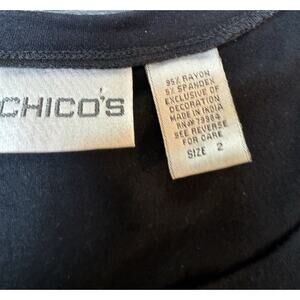 CHICO'S
95% RAYON
5% SPANDEX
EXCLUSIVE OF
DECORATION
MADE IN INDIA
RN# 79984
SEE REVERSE
FOR CARE
SIZE 2